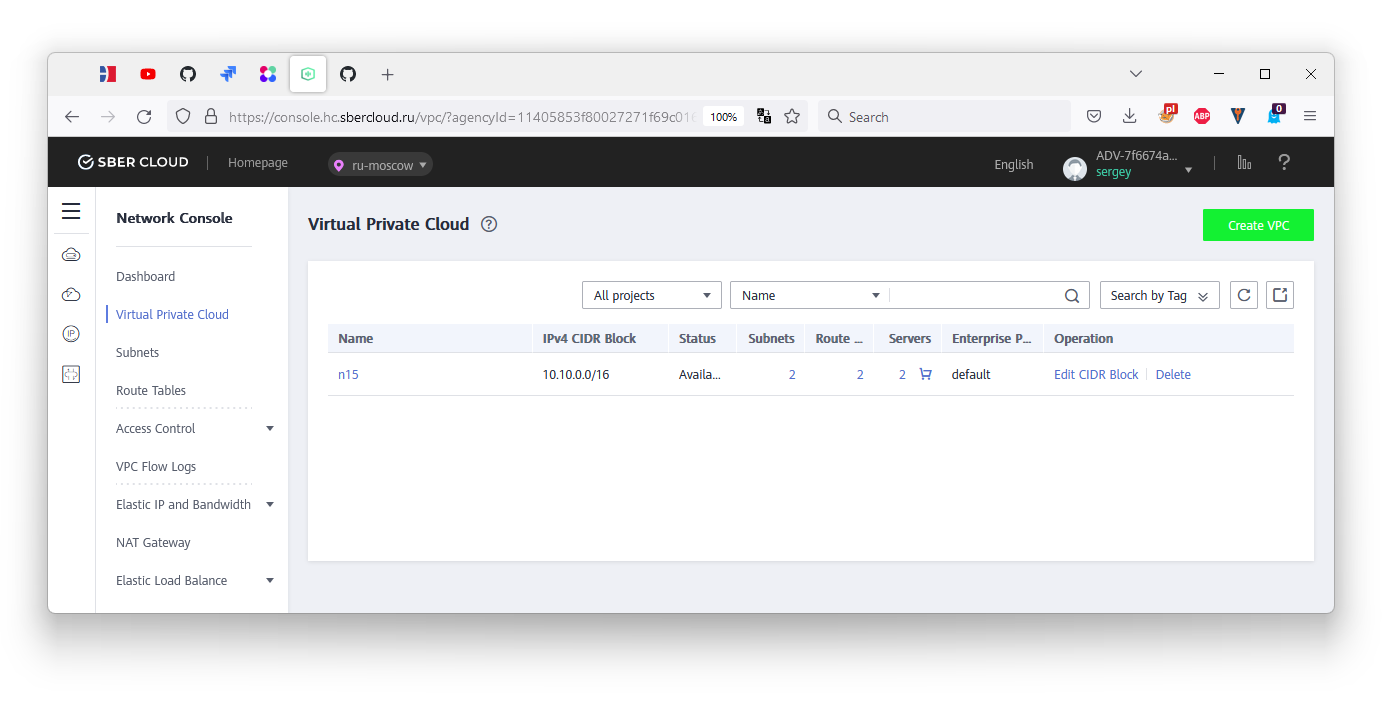 https://console.hc.sbercloud.ru/vpc/?agencyId=11405853f80027271f69c016
100%
Search
pl
ABP
0
SBER CLOUD
Homepage
ru-moscow
English
ADV-7f6674a...
sergey
?
Network Console
Dashboard
Virtual Private Cloud
Subnets
Route Tables
Access Control
VPC Flow Logs
Elastic IP and Bandwidth
NAT Gateway
Elastic Load Balance
IP
Virtual Private Cloud ?
Create VPC
All projects
Name
Search by Tag
Name IPv4 CIDR Block Status Subnets Route ... Servers Enterprise P... Operation
n15 10.10.0.0/16 Availa... 2 2 2 default Edit CIDR Block Delete